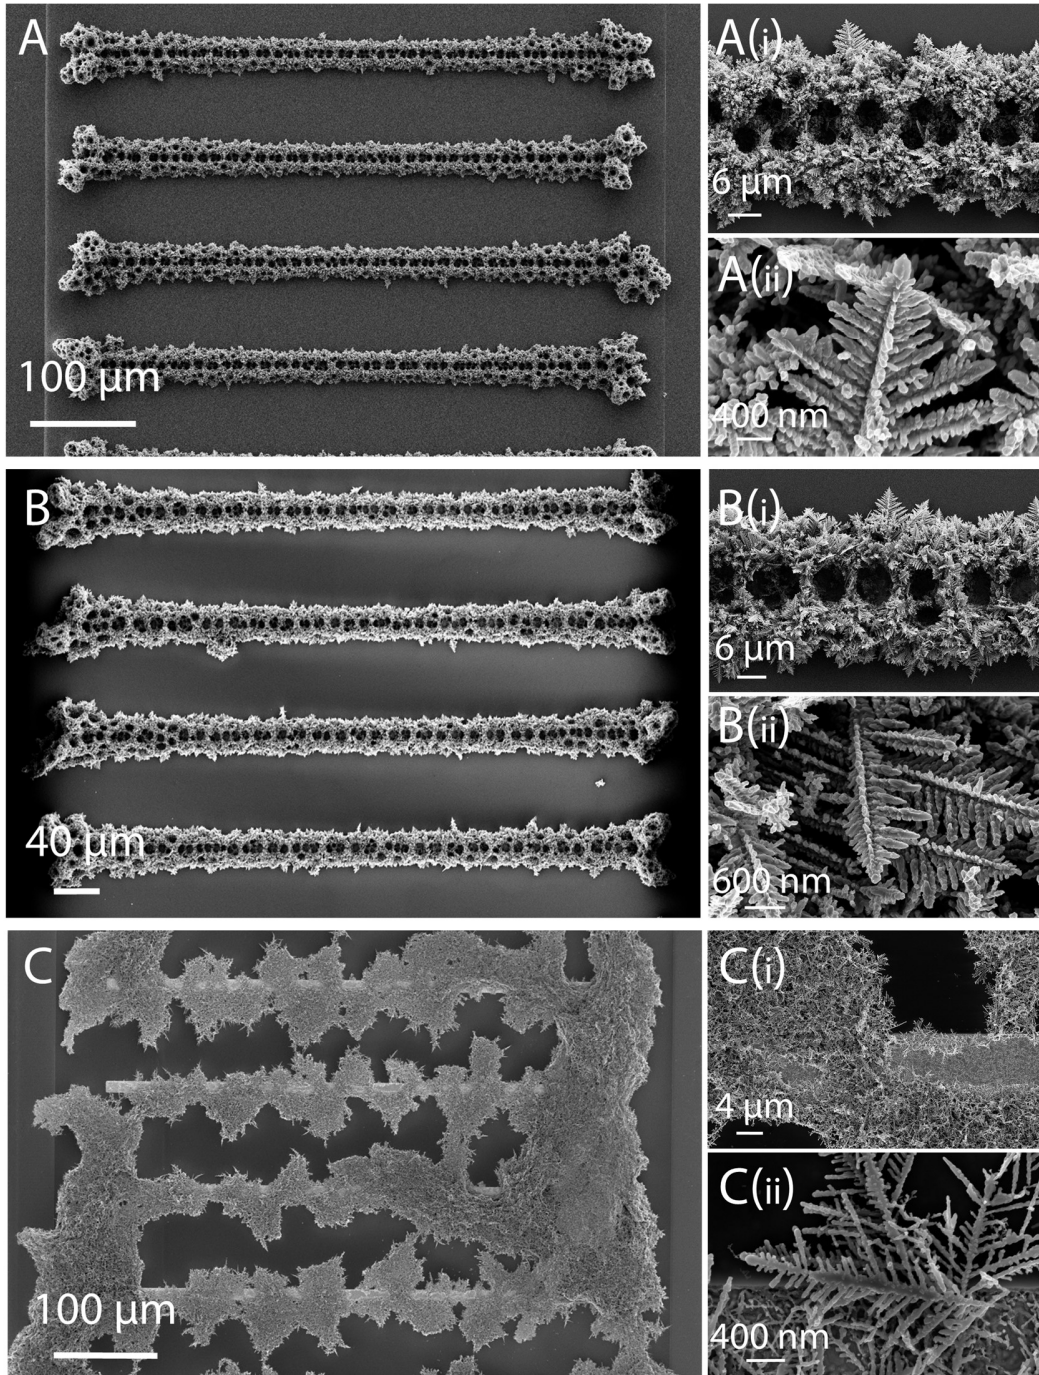 A
100 µm
A(i)
6 µm
A(ii)
400 nm
B
40 µm
B(i)
6 µm
B(ii)
600 nm
C
100 µm
C(i)
4 µm
C(ii)
400 nm